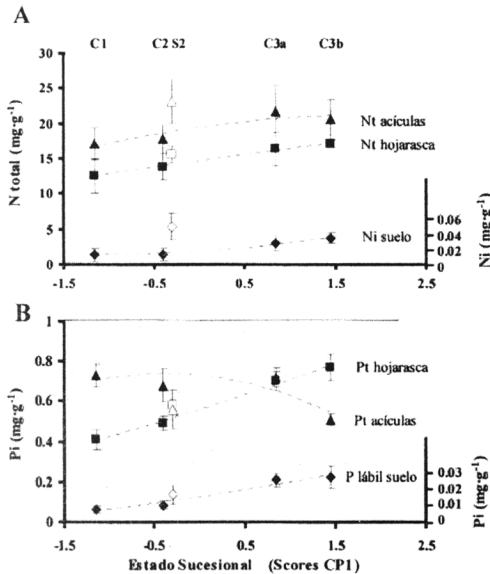 A
C1 C2 S2 C3a C3b
30
25
20
15
10
5
0
N total (mg·g-1)
Nt acículas
Nt hojarasca
Ni suelo
0.06
0.04
0.02
0
Ni (mg·g-1)
-1.5 -0.5 0.5 1.5 2.5
B
1
0.8
0.6
0.4
0.2
0
Pi (mg·g-1)
Pt hojarasca
Pt acículas
P lábil suelo
0.03
0.02
0.01
0
Pi (mg·g-1)
-1.5 -0.5 0.5 1.5 2.5
Estado Sucesional (Scores CP1)